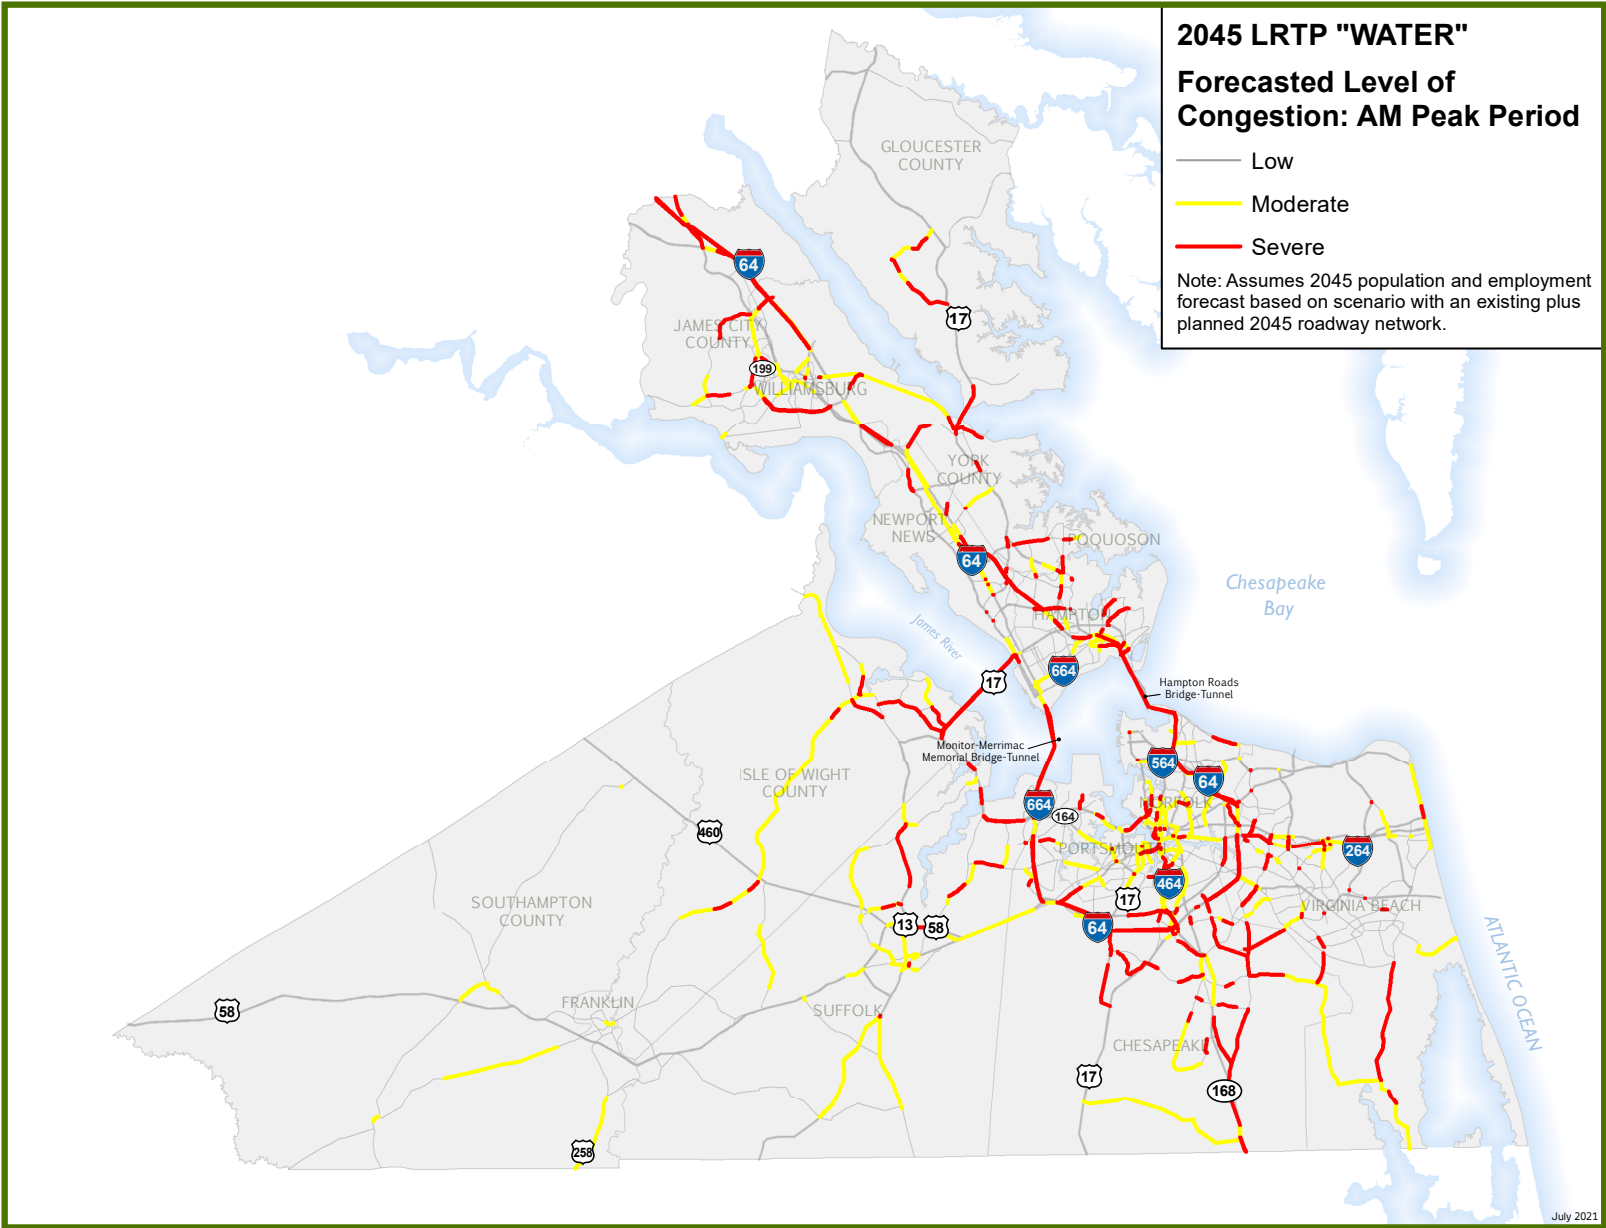 2045 LRTP "WATER"
Forecasted Level of
Congestion: AM Peak Period
Low
Moderate
Severe
Note: Assumes 2045 population and employment
forecast based on scenario with an existing plus
planned 2045 roadway network.
GLOUCESTER
COUNTY
64
17
JAMES CITY
COUNTY
199
WILLIAMSBURG
YORK
COUNTY
NEWPORT
NEWS
64
POQUOSON
Chesapeake
Bay
HAMPTON
James River
664
17
Hampton Roads
Bridge-Tunnel
Monitor-Merrimac
Memorial Bridge-Tunnel
564
64
ISLE OF WIGHT
COUNTY
664
164
NORFOLK
460
PORTSMOUTH
264
464
17
SOUTHAMPTON
COUNTY
VIRGINIA BEACH
13
58
64
ATLANTIC OCEAN
58
FRANKLIN
SUFFOLK
CHESAPEAKE
17
168
258
July 2021